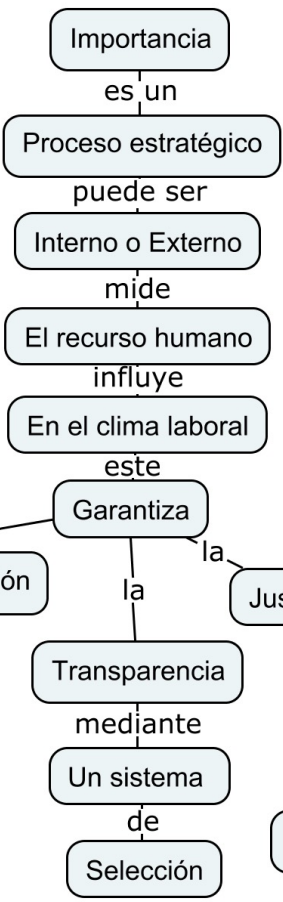 Importancia
es un
Proceso estratégico
puede ser
Interno o Externo
mide
El recurso humano
influye
En el clima laboral
este
Garantiza
la
la
Transparencia
mediante
Un sistema
de
Selección